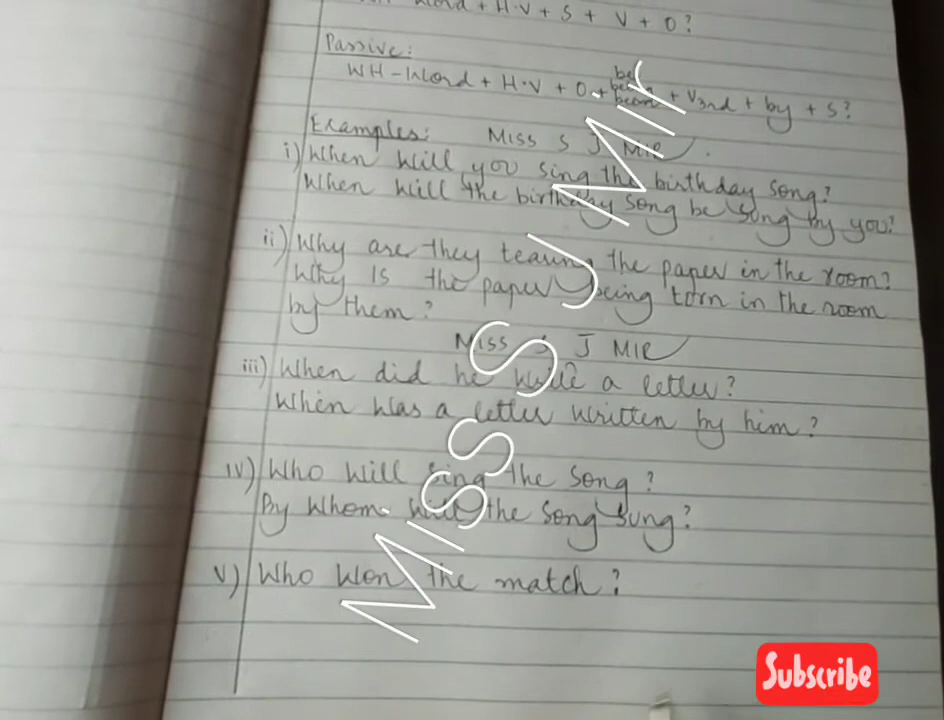 Word + H.V + S + V + O?
Passive:
WH-Word + H.V + O + be being been + V3rd + by + S?
Examples: Miss S J MIR.
i) When will you sing the birthday song?
When will the birthday song be sung by you?
ii) Why are they tearing the paper in the room?
Why Is the paper being torn in the room
by them?
Miss S J MIR
iii) When did he write a letter?
When was a letter written by him?
iv) Who will sing the song?
By Whom will the song sung?
v) Who won the match?
Miss S J Mir
Subscribe